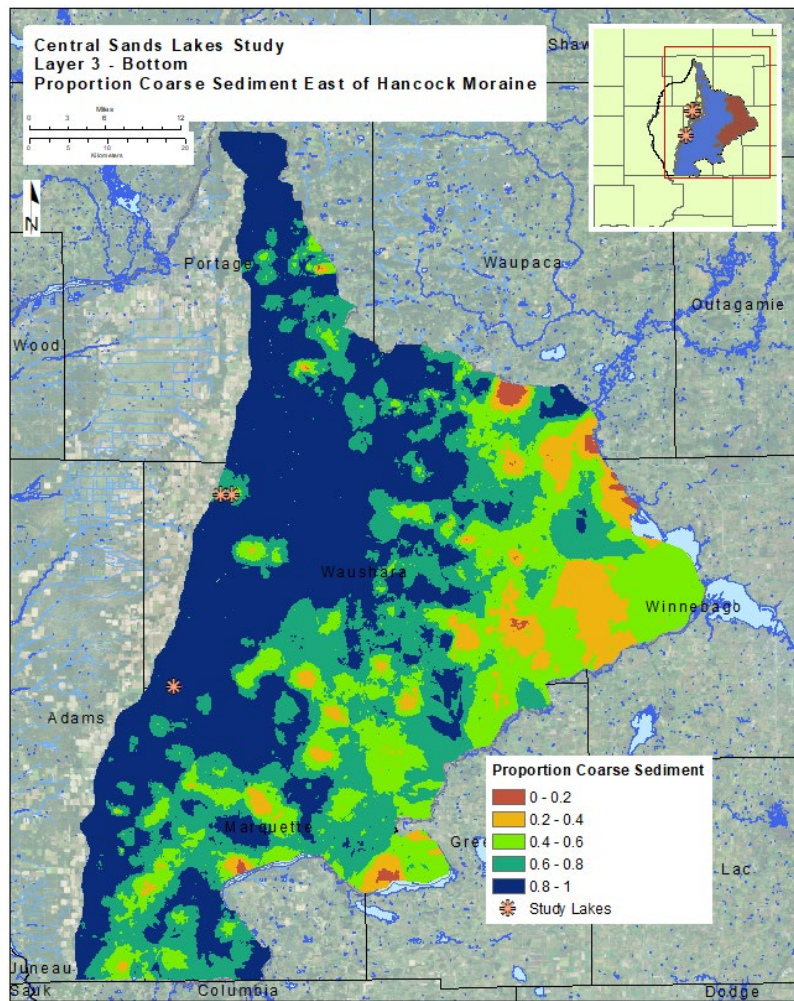 Central Sands Lakes Study
Layer 3 - Bottom
Proportion Coarse Sediment East of Hancock Moraine
Miles
0 3 6 12
0 5 10 20
Kilometers
N
Shaw
Portage
Waupaca
Outagamie
Wood
Waushara
Winnebago
Adams
Marquette
Gree
Lac
Juneau
Sauk
Columbia
Dodge
Proportion Coarse Sediment
0 - 0.2
0.2 - 0.4
0.4 - 0.6
0.6 - 0.8
0.8 - 1
Study Lakes